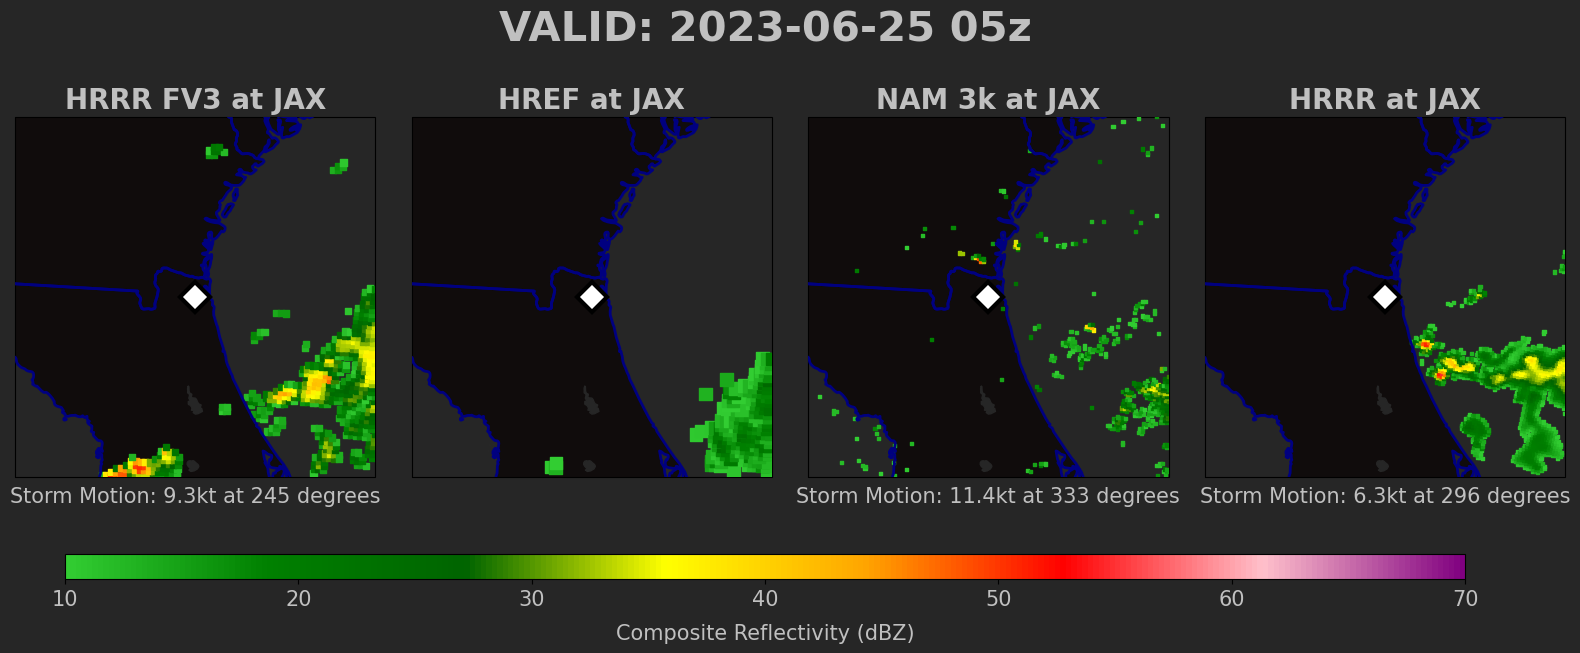 VALID: 2023-06-25 05z
HRRR FV3 at JAX
HREF at JAX
NAM 3k at JAX
HRRR at JAX
Storm Motion: 9.3kt at 245 degrees
Storm Motion: 11.4kt at 333 degrees
Storm Motion: 6.3kt at 296 degrees
10 20 30 40 50 60 70
Composite Reflectivity (dBZ)